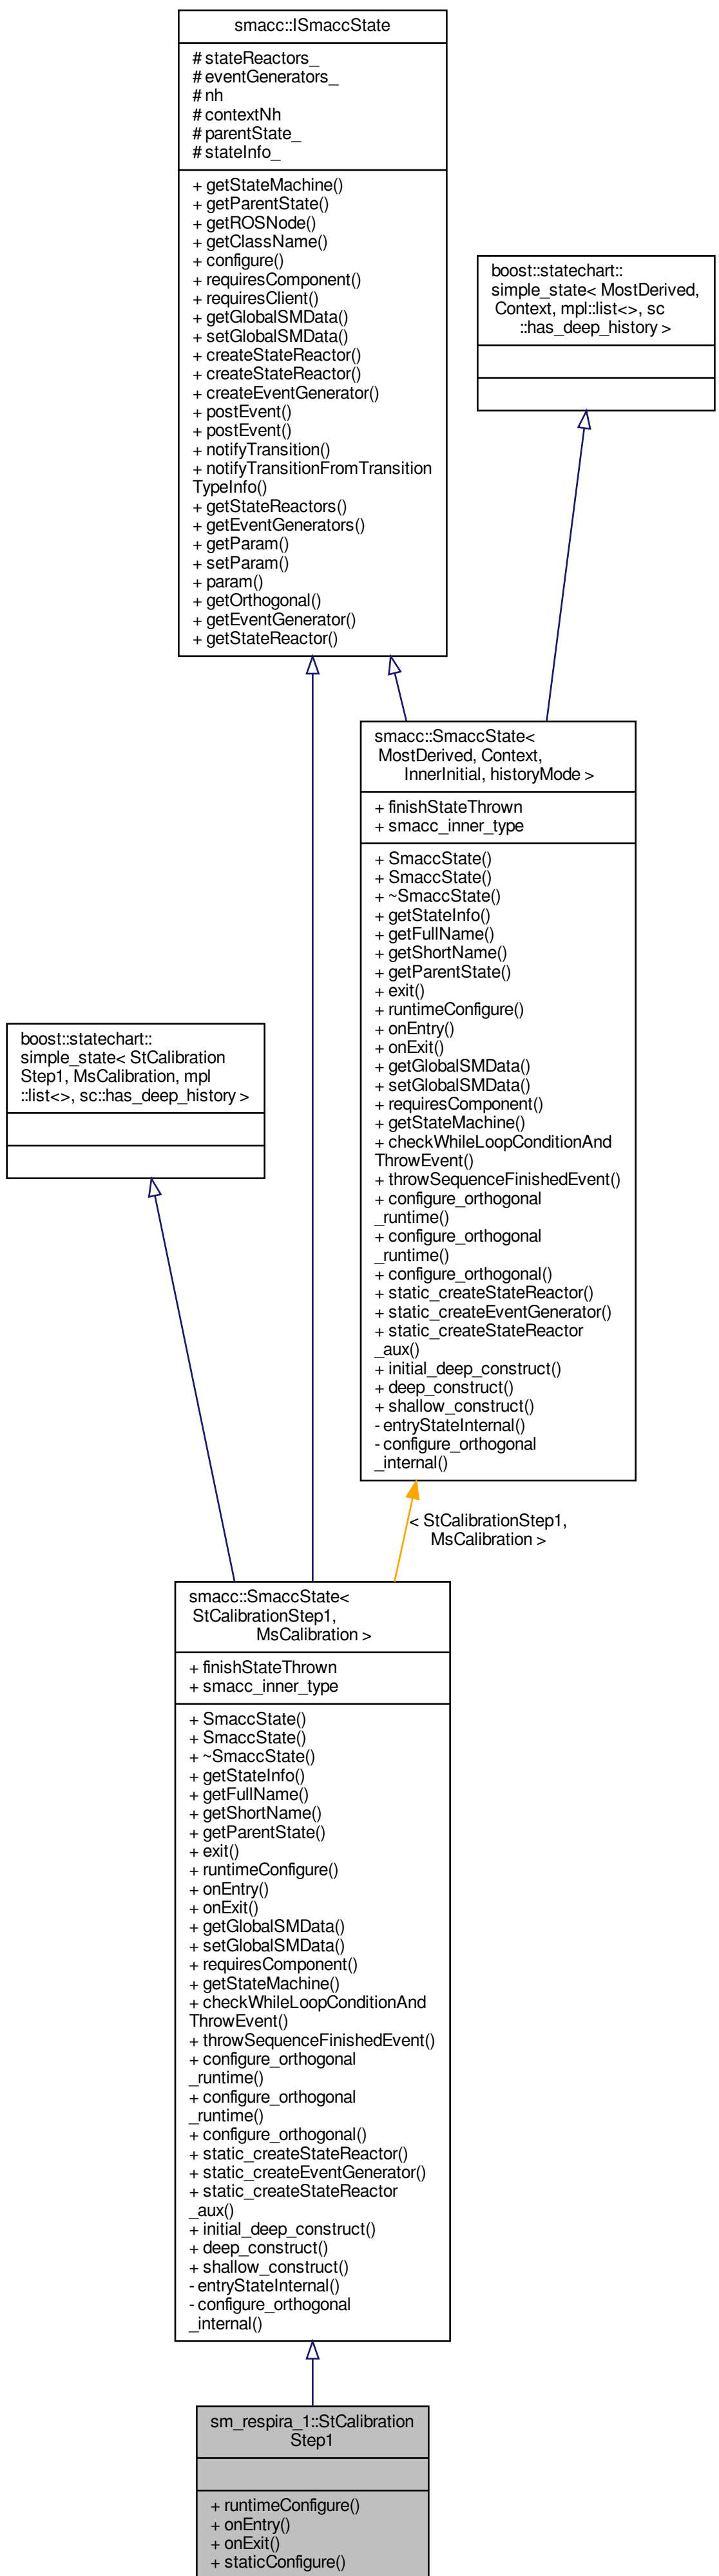 smacc::ISmaccState
# stateReactors_
# eventGenerators_
# nh
# contextNh
# parentState_
# stateInfo_
+ getStateMachine()
+ getParentState()
+ getROSNode()
+ getClassName()
+ configure()
+ requiresComponent()
+ requiresClient()
+ getGlobalSMData()
+ setGlobalSMData()
+ createStateReactor()
+ createStateReactor()
+ createEventGenerator()
+ postEvent()
+ postEvent()
+ notifyTransition()
+ notifyTransitionFromTransition
TypeInfo()
+ getStateReactors()
+ getEventGenerators()
+ getParam()
+ setParam()
+ param()
+ getOrthogonal()
+ getEventGenerator()
+ getStateReactor()
boost::statechart::
simple_state< MostDerived,
Context, mpl::list<>, sc
::has_deep_history >
smacc::SmaccState<
MostDerived, Context,
InnerInitial, historyMode >
+ finishStateThrown
+ smacc_inner_type
+ SmaccState()
+ SmaccState()
+ ~SmaccState()
+ getStateInfo()
+ getFullName()
+ getShortName()
+ getParentState()
+ exit()
+ runtimeConfigure()
+ onEntry()
+ onExit()
+ getGlobalSMData()
+ setGlobalSMData()
+ requiresComponent()
+ getStateMachine()
+ checkWhileLoopConditionAnd
ThrowEvent()
+ throwSequenceFinishedEvent()
+ configure_orthogonal
_runtime()
+ configure_orthogonal
_runtime()
+ configure_orthogonal()
+ static_createStateReactor()
+ static_createEventGenerator()
+ static_createStateReactor
_aux()
+ initial_deep_construct()
+ deep_construct()
+ shallow_construct()
- entryStateInternal()
- configure_orthogonal
_internal()
boost::statechart::
simple_state< StCalibration
Step1, MsCalibration, mpl
::list<>, sc::has_deep_history >
< StCalibrationStep1,
MsCalibration >
smacc::SmaccState<
StCalibrationStep1,
MsCalibration >
+ finishStateThrown
+ smacc_inner_type
+ SmaccState()
+ SmaccState()
+ ~SmaccState()
+ getStateInfo()
+ getFullName()
+ getShortName()
+ getParentState()
+ exit()
+ runtimeConfigure()
+ onEntry()
+ onExit()
+ getGlobalSMData()
+ setGlobalSMData()
+ requiresComponent()
+ getStateMachine()
+ checkWhileLoopConditionAnd
ThrowEvent()
+ throwSequenceFinishedEvent()
+ configure_orthogonal
_runtime()
+ configure_orthogonal
_runtime()
+ configure_orthogonal()
+ static_createStateReactor()
+ static_createEventGenerator()
+ static_createStateReactor
_aux()
+ initial_deep_construct()
+ deep_construct()
+ shallow_construct()
- entryStateInternal()
- configure_orthogonal
_internal()
sm_respira_1::StCalibration
Step1
+ runtimeConfigure()
+ onEntry()
+ onExit()
+ staticConfigure()